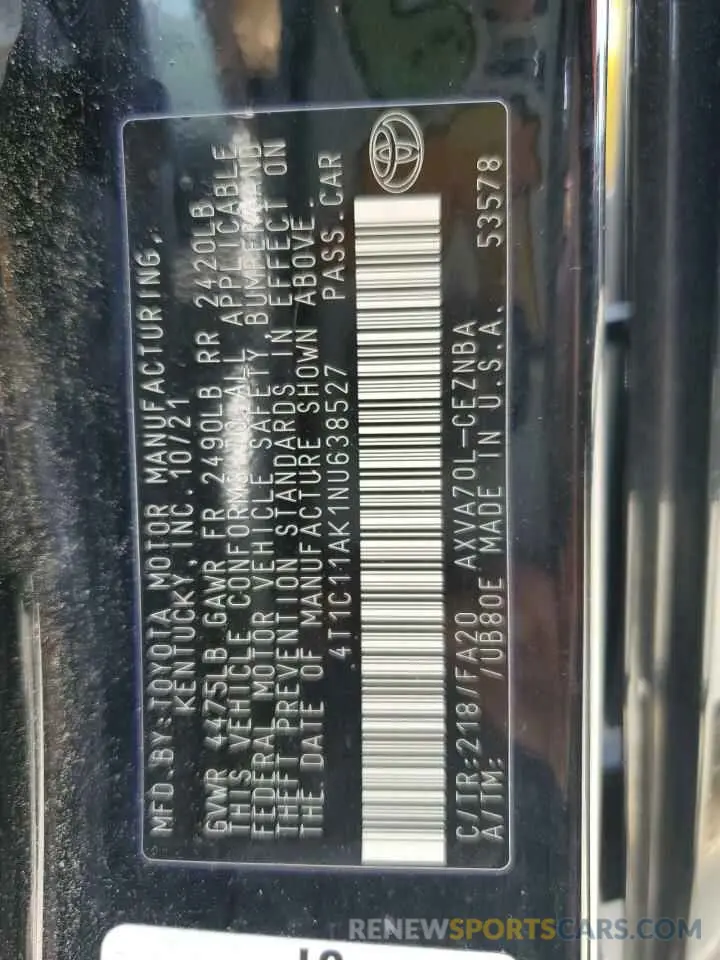 MFD.BY:TOYOTA MOTOR MANUFACTURING,
KENTUCKY, INC. 10/21
GVWR 4475LB GAWR FR 2490LB RR 2420LB
THIS VEHICLE CONFORMS TO ALL APPLICABLE
FEDERAL MOTOR VEHICLE SAFETY, BUMPER, AND
THEFT PREVENTION STANDARDS IN EFFECT ON
THE DATE OF MANUFACTURE SHOWN ABOVE.
4T1C11AK1NU638527 PASS.CAR
C/TR:218/FA20 AXVA70L-CEZNBA
A/TM: /UB80E MADE IN U.S.A. 53578
RENEWSPORTSCARS.COM